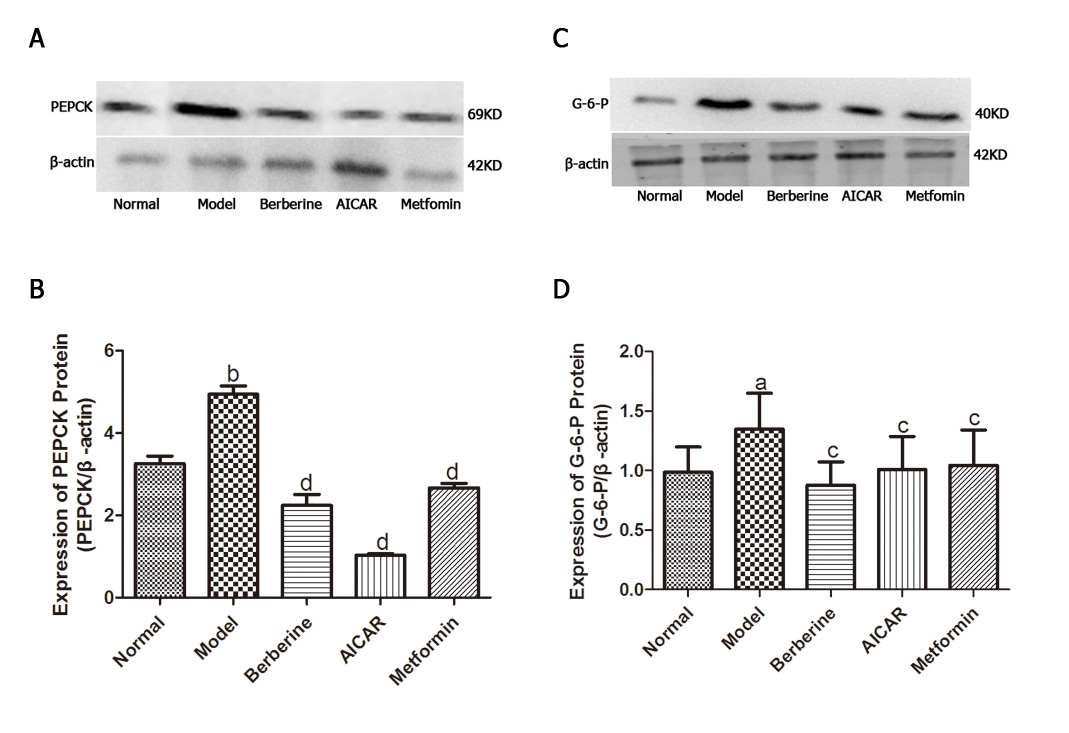 A
PEPCK
69KD
β-actin
42KD
Normal Model Berberine AICAR Metfomin
C
G-6-P
40KD
β-actin
42KD
Normal Model Berberine AICAR Metfomin
B
Expression of PEPCK Protein
(PEPCK/β -actin)
6
4
2
0
b
d
d
d
Normal
Model
Berberine
AICAR
Metformin
D
Expression of G-6-P Protein
(G-6-P/β -actin)
2.0
1.5
1.0
0.5
0.0
a
c
c
c
Normal
Model
Berberine
AICAR
Metformin